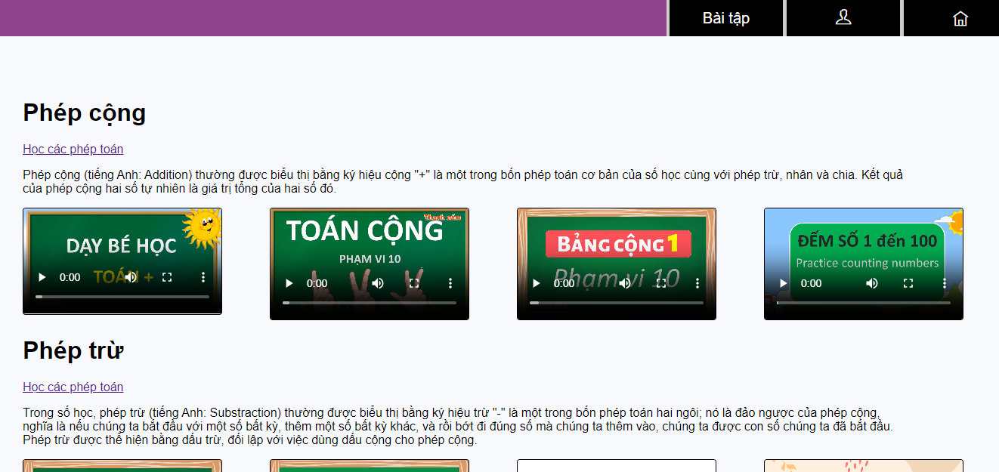 Bài tập
Phép cộng
Học các phép toán
Phép cộng (tiếng Anh: Addition) thường được biểu thị bằng ký hiệu cộng "+" là một trong bốn phép toán cơ bản của số học cùng với phép trừ, nhân và chia. Kết quả
của phép cộng hai số tự nhiên là giá trị tổng của hai số đó.
DẠY BÉ HỌC
TOÁN +
0:00
Thạch nấu
TOÁN CỘNG
PHẠM VI 10
0:00
BẢNG CỘNG 1
Phạm vi 10
0:00
ĐẾM SỐ 1 đến 100
Practice counting numbers
0:00
Phép trừ
Học các phép toán
Trong số học, phép trừ (tiếng Anh: Substraction) thường được biểu thị bằng ký hiệu trừ "-" là một trong bốn phép toán hai ngôi; nó là đảo ngược của phép cộng,
nghĩa là nếu chúng ta bắt đầu với một số bất kỳ, thêm một số bất kỳ khác, và rồi bớt đi đúng số mà chúng ta thêm vào, chúng ta được con số chúng ta đã bắt đầu.
Phép trừ được thể hiện bằng dấu trừ, đối lập với việc dùng dấu cộng cho phép cộng.